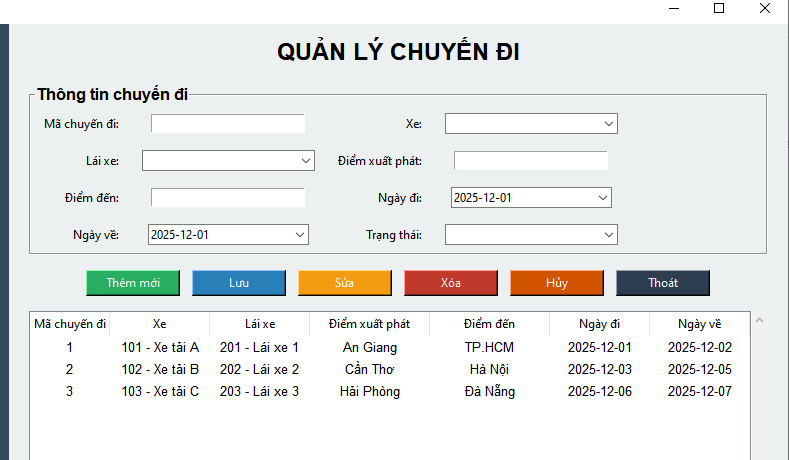 QUẢN LÝ CHUYẾN ĐI
Thông tin chuyến đi
Mã chuyến đi: Xe:
Lái xe: Điểm xuất phát:
Điểm đến: Ngày đi: 2025-12-01
Ngày về: 2025-12-01 Trạng thái:
Thêm mới Lưu Sửa Xóa Hủy Thoát
Mã chuyến đi Xe Lái xe Điểm xuất phát Điểm đến Ngày đi Ngày về
1 101 - Xe tải A 201 - Lái xe 1 An Giang TP.HCM 2025-12-01 2025-12-02
2 102 - Xe tải B 202 - Lái xe 2 Cần Thơ Hà Nội 2025-12-03 2025-12-05
3 103 - Xe tải C 203 - Lái xe 3 Hải Phòng Đà Nẵng 2025-12-06 2025-12-07